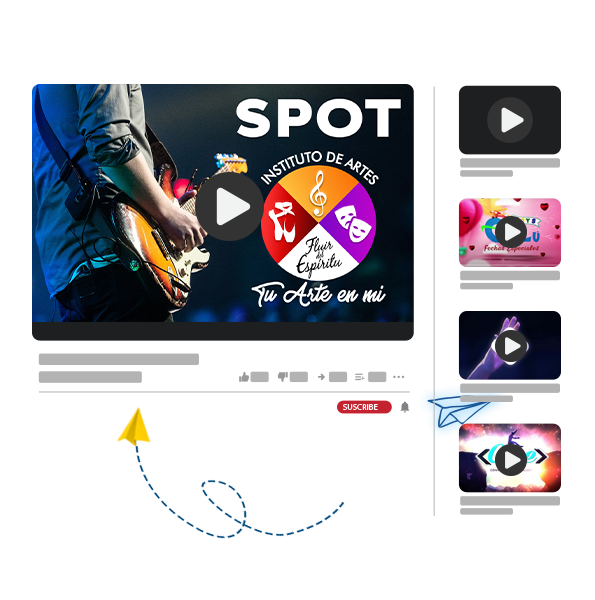 SPOT
INSTITUTO DE ARTES
Fluir
del
Espíritu
Tu Arte en mi
SUSCRIBE
Fechas Especiales